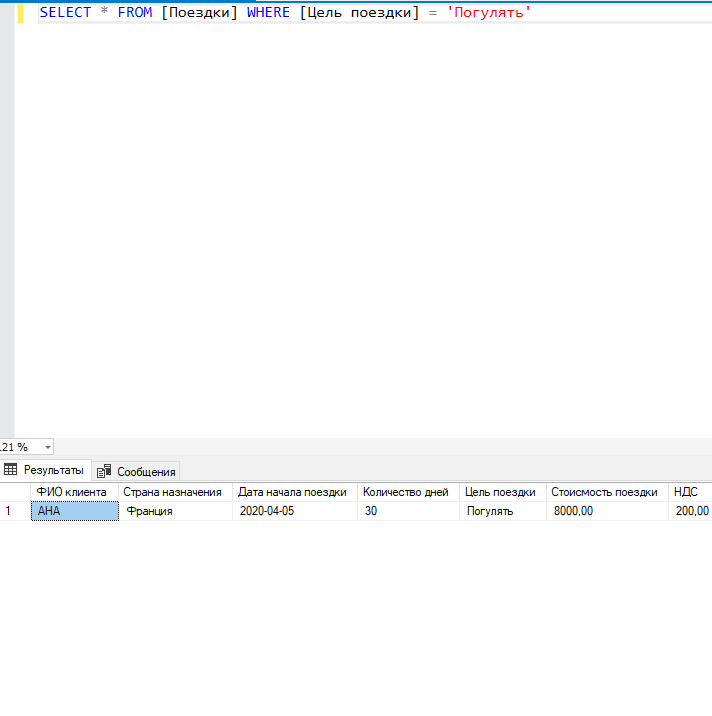 SELECT * FROM [Поездки] WHERE [Цель поездки] = 'Погулять'
21 %
Результаты Сообщения
ФИО клиента Страна назначения Дата начала поездки Количество дней Цель поездки Стоисмость поездки НДС
1 АНА Франция 2020-04-05 30 Погулять 8000,00 200,00